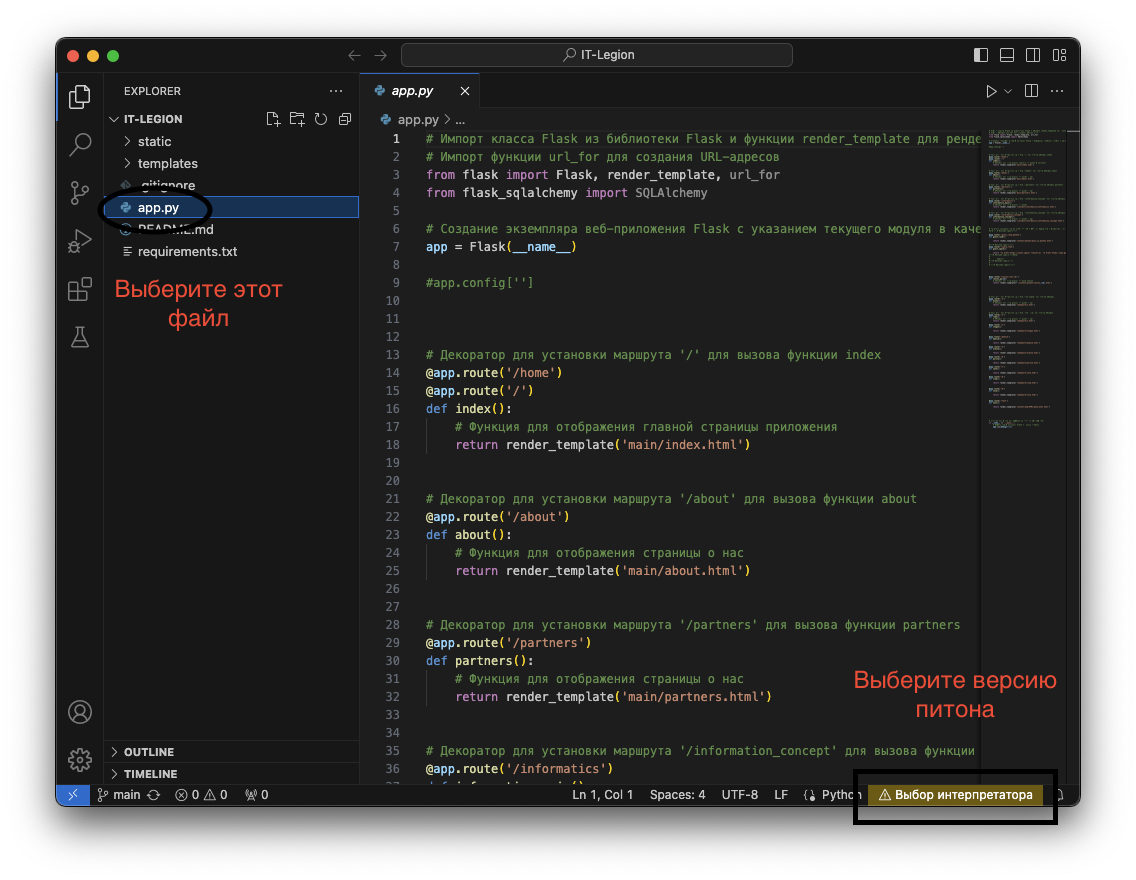 IT-Legion
EXPLORER
IT-LEGION
static
templates
.gitignore
app.py
README.md
requirements.txt
Выберите этот
файл
OUTLINE
TIMELINE
app.py
app.py > ...
1 # Импорт класса Flask из библиотеки Flask и функции render_template для ренде
2 # Импорт функции url_for для создания URL-адресов
3 from flask import Flask, render_template, url_for
4 from flask_sqlalchemy import SQLAlchemy
5
6 # Создание экземпляра веб-приложения Flask с указанием текущего модуля в каче
7 app = Flask(__name__)
8
9 #app.config['']
10
11
12
13 # Декоратор для установки маршрута '/' для вызова функции index
14 @app.route('/home')
15 @app.route('/')
16 def index():
17 # Функция для отображения главной страницы приложения
18 return render_template('main/index.html')
19
20
21 # Декоратор для установки маршрута '/about' для вызова функции about
22 @app.route('/about')
23 def about():
24 # Функция для отображения страницы о нас
25 return render_template('main/about.html')
26
27
28 # Декоратор для установки маршрута '/partners' для вызова функции partners
29 @app.route('/partners')
30 def partners():
31 # Функция для отображения страницы о нас
32 return render_template('main/partners.html')
33
34
35 # Декоратор для установки маршрута '/information_concept' для вызова функции
36 @app.route('/informatics')
Выберите версию
питона
main 0 0 0 Ln 1, Col 1 Spaces: 4 UTF-8 LF Python Выбор интерпретатора